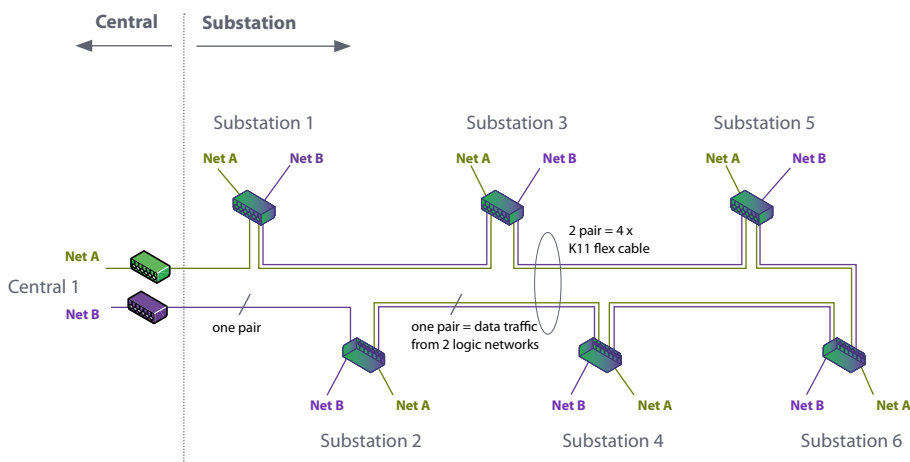 Central
Substation
Substation 1
Substation 3
Substation 5
Net A
Net B
Net A
Net B
Net A
Net B
2 pair = 4 x
K11 flex cable
Net A
Central 1
Net B
one pair
one pair = data traffic
from 2 logic networks
Net B
Net A
Net B
Net A
Net B
Net A
Substation 2
Substation 4
Substation 6